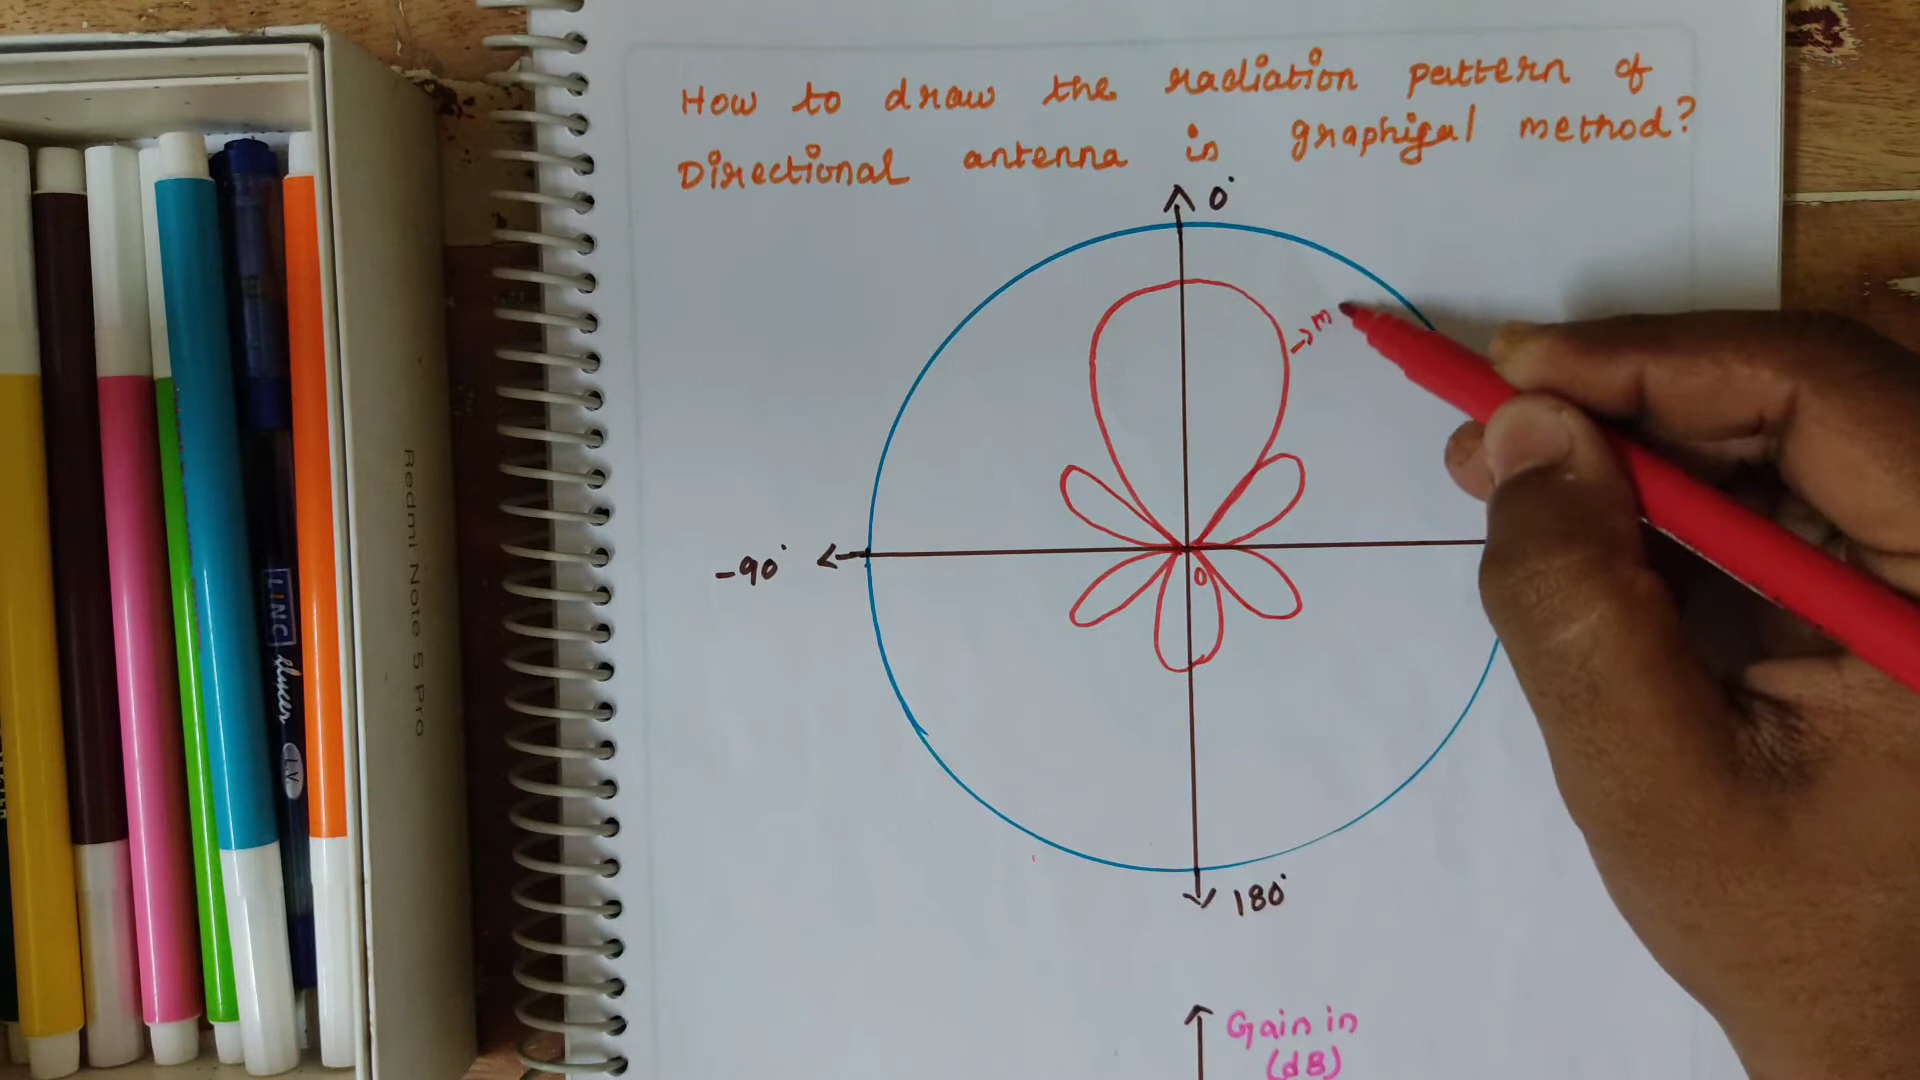 How to draw the radiation pattern of
Directional antenna in graphical method?
0°
→ m
-90°
0
180°
Gain in
(dB)
Redmi Note 5 Pro
LINC